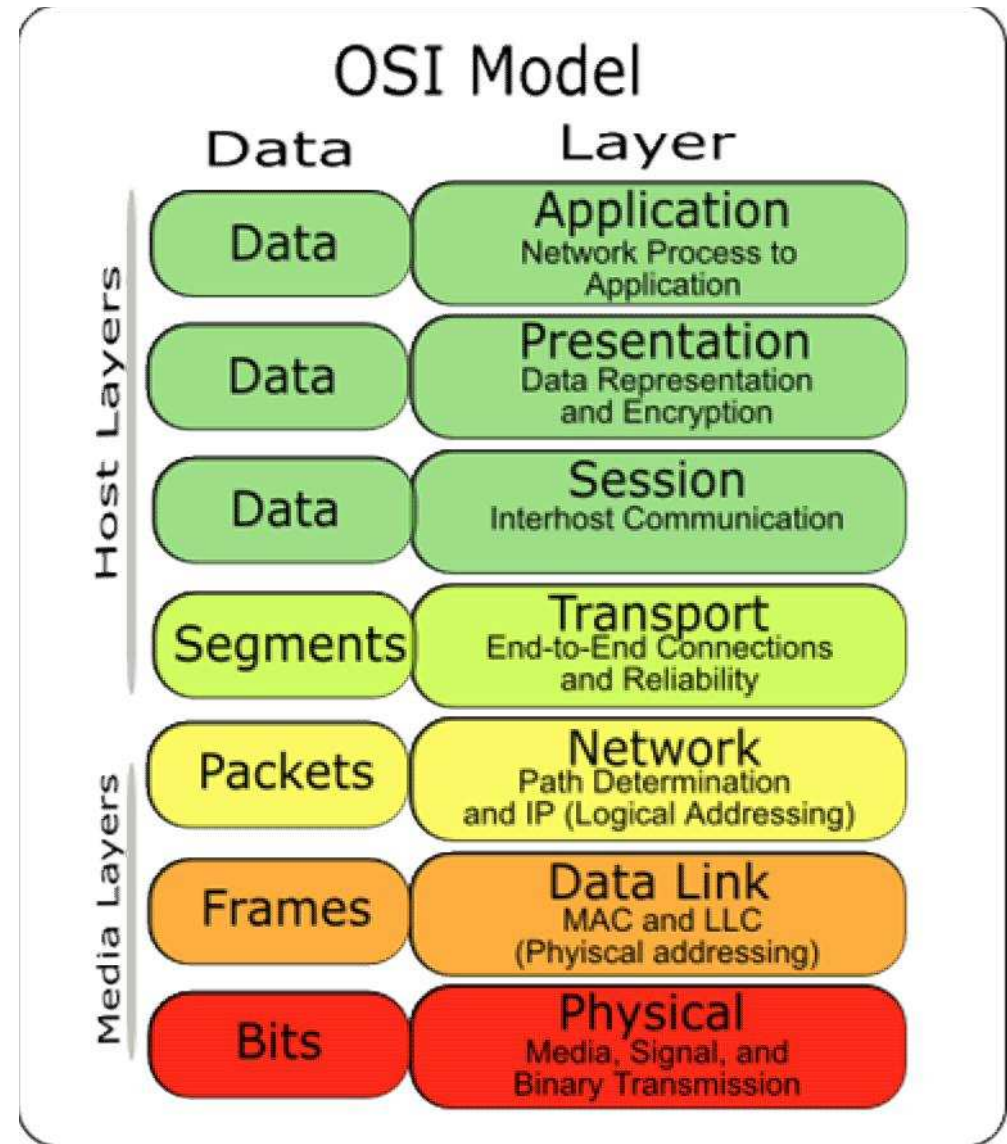 OSI Model
Data Layer
Host Layers
Data
Application
Network Process to
Application
Data
Presentation
Data Representation
and Encryption
Data
Session
Interhost Communication
Segments
Transport
End-to-End Connections
and Reliability
Media Layers
Packets
Network
Path Determination
and IP (Logical Addressing)
Frames
Data Link
MAC and LLC
(Phyiscal addressing)
Bits
Physical
Media, Signal, and
Binary Transmission